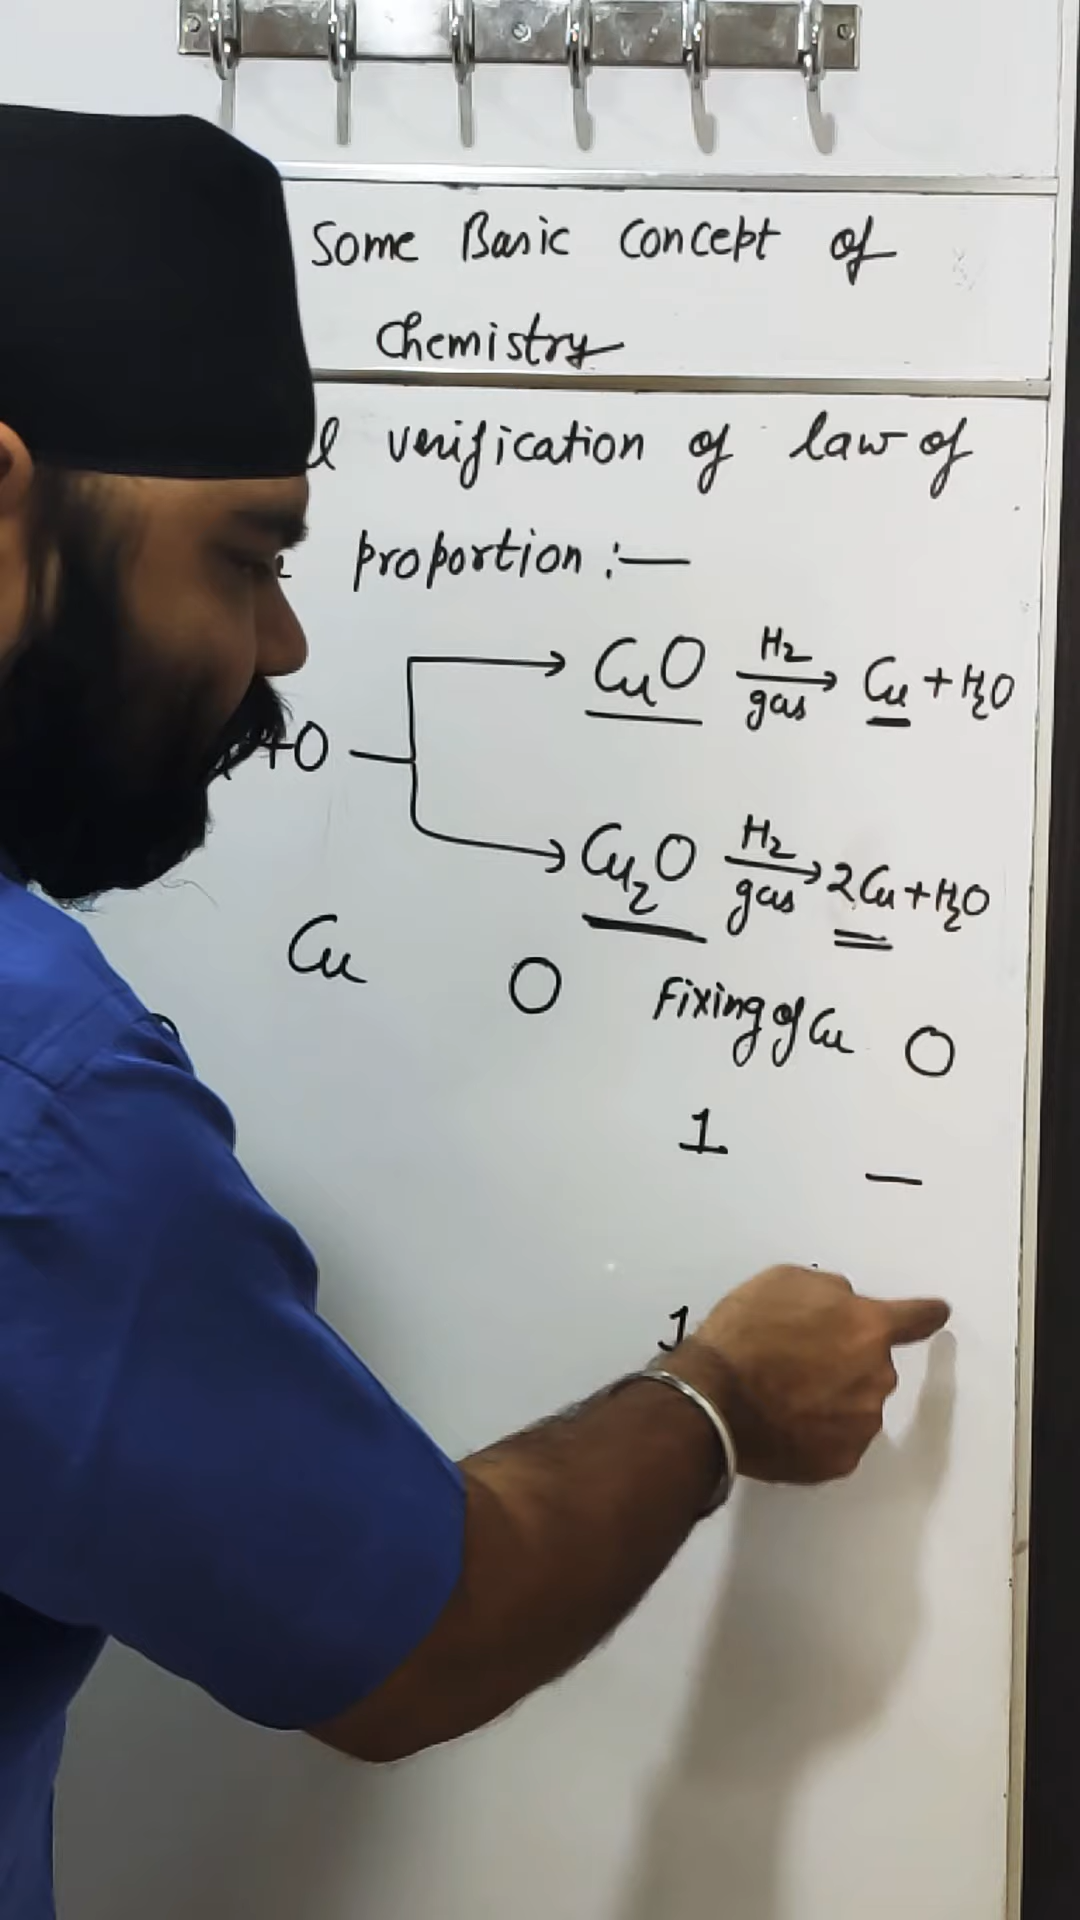 Some Basic Concept of
Chemistry
l verification of law of
proportion :—
+O → CuO H2 gas → Cu + H2O
→ Cu2O H2 gas → 2Cu + H2O
Cu O Fixing of Cu O
1 —
1